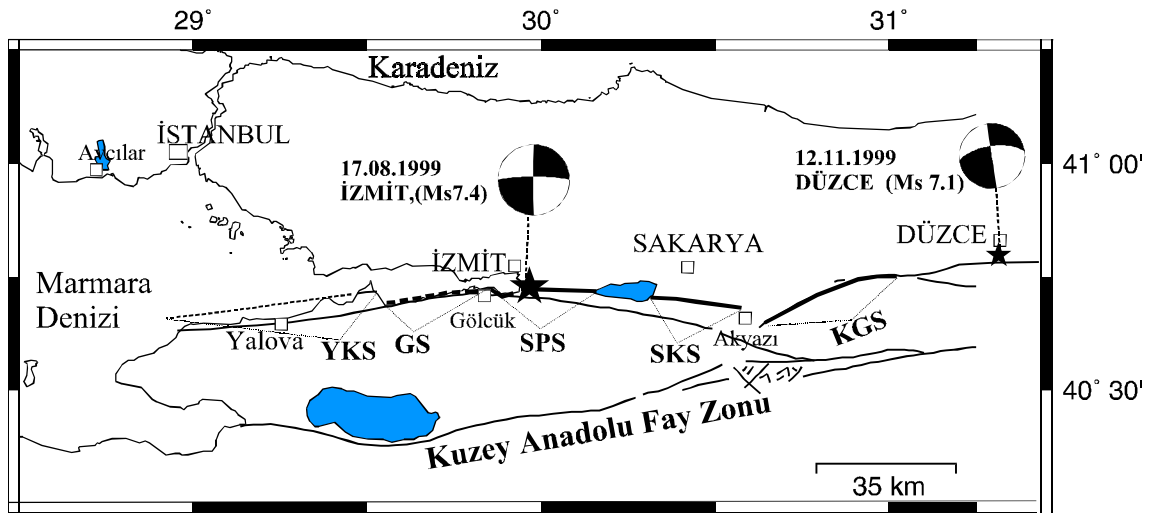 29°
30°
31°
Karadeniz
İSTANBUL
Avcılar
17.08.1999
İZMİT,(Ms7.4)
12.11.1999
DÜZCE (Ms 7.1)
41° 00'
DÜZCE
SAKARYA
İZMİT
Marmara
Denizi
Gölcük
Yalova
YKS
GS
SPS
SKS
Akyazı
KGS
40° 30'
Kuzey Anadolu Fay Zonu
35 km